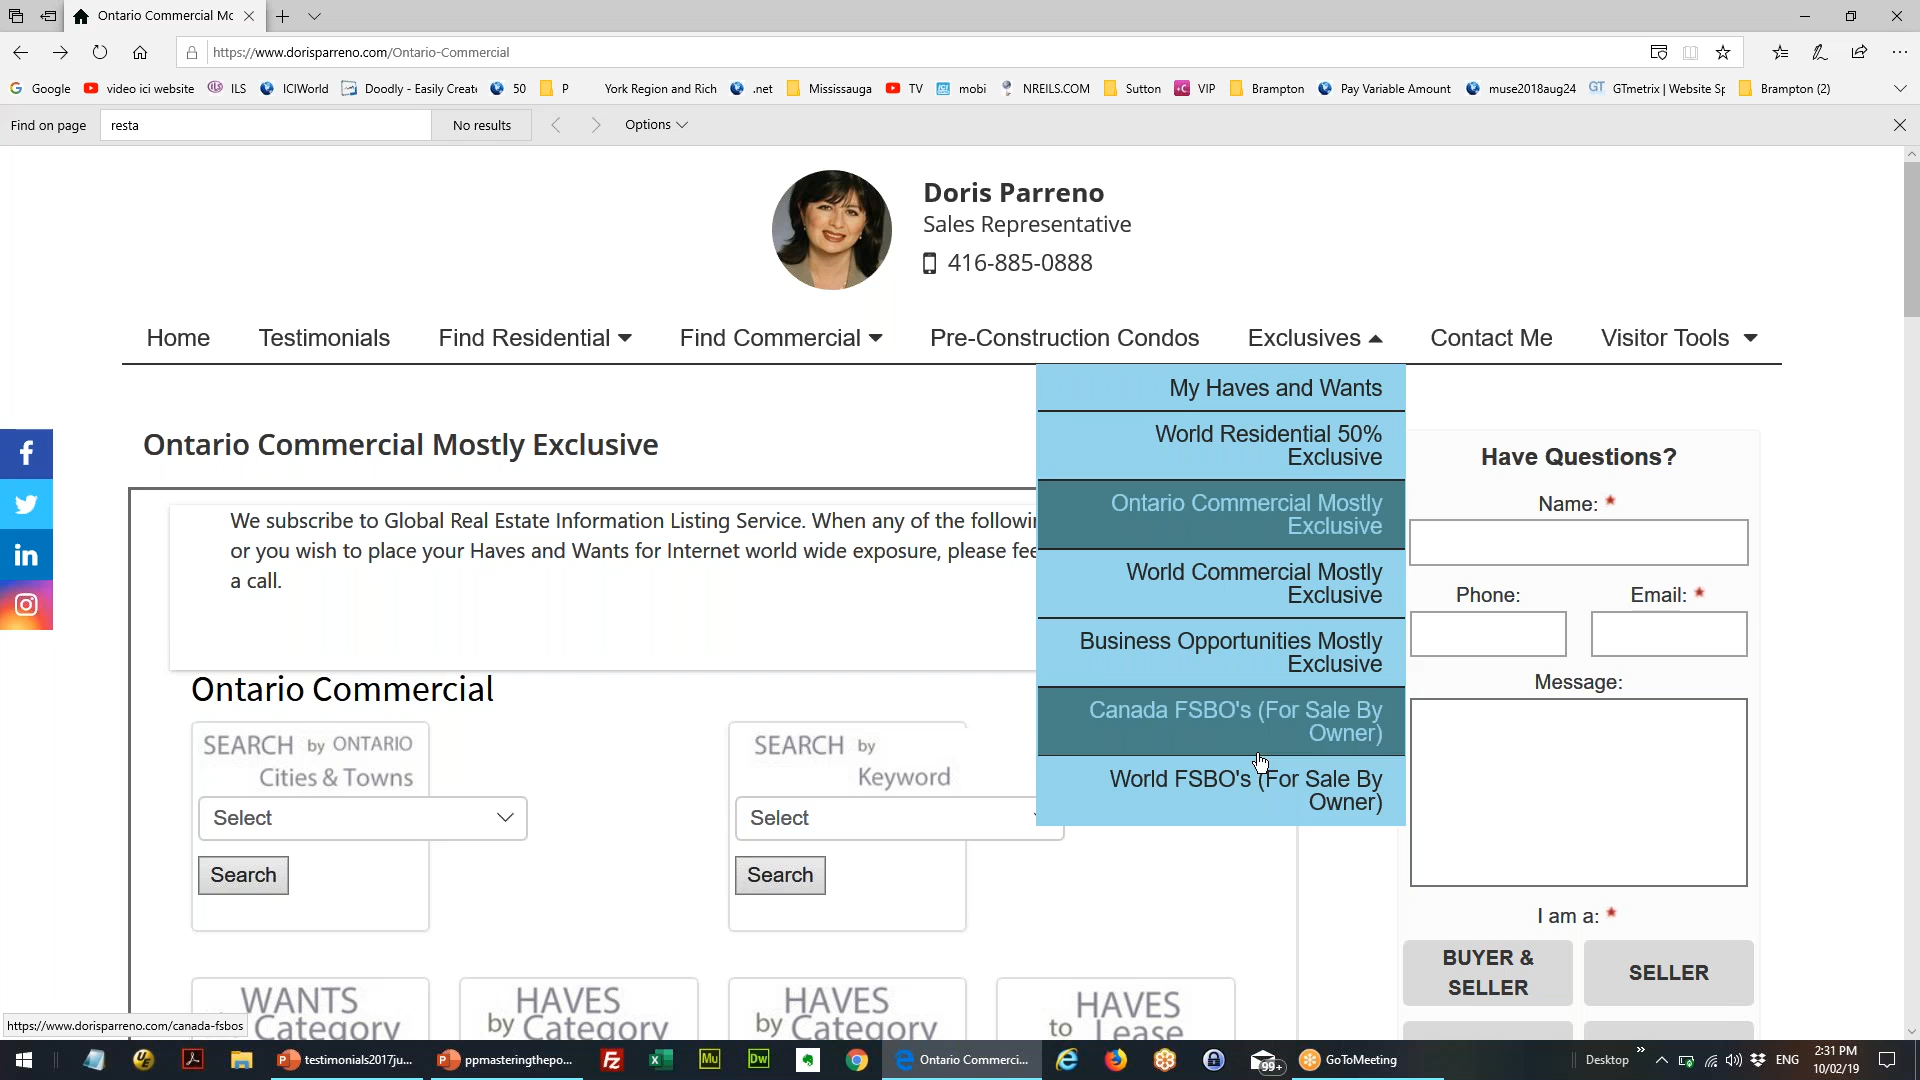 Ontario Commercial Mc
https://www.dorisparreno.com/Ontario-Commercial
Google
video ici website
ILS
ICIWorld
Doodly - Easily Create
50
P
York Region and Rich
.net
Mississauga
TV
mobi
NREILS.COM
Sutton
VIP
Brampton
Pay Variable Amount
muse2018aug24
GTmetrix | Website Sp
Brampton (2)
Find on page
resta
No results
Options
Doris Parreno
Sales Representative
416-885-0888
Home
Testimonials
Find Residential
Find Commercial
Pre-Construction Condos
Exclusives
Contact Me
Visitor Tools
My Haves and Wants
World Residential 50%
Exclusive
Ontario Commercial Mostly
Exclusive
World Commercial Mostly
Exclusive
Business Opportunities Mostly
Exclusive
Canada FSBO's (For Sale By
Owner)
World FSBO's (For Sale By
Owner)
Ontario Commercial Mostly Exclusive
We subscribe to Global Real Estate Information Listing Service. When any of the
or you wish to place your Haves and Wants for Internet world wide exposure, please
a call.
Ontario Commercial
SEARCH by ONTARIO
Cities & Towns
Select
Search
SEARCH by
Keyword
Select
Search
WANTS
Category
HAVES
by Category
HAVES
by Category
HAVES
to Lease
Have Questions?
Name: *
Phone:
Email: *
Message:
I am a: *
BUYER &
SELLER
SELLER
https://www.dorisparreno.com/canada-fsbos
testimonials2017ju...
ppmasteringthepo...
Mu
Dw
Ontario Commerci...
99+
GoToMeeting
Desktop
ENG
2:31 PM
10/02/19